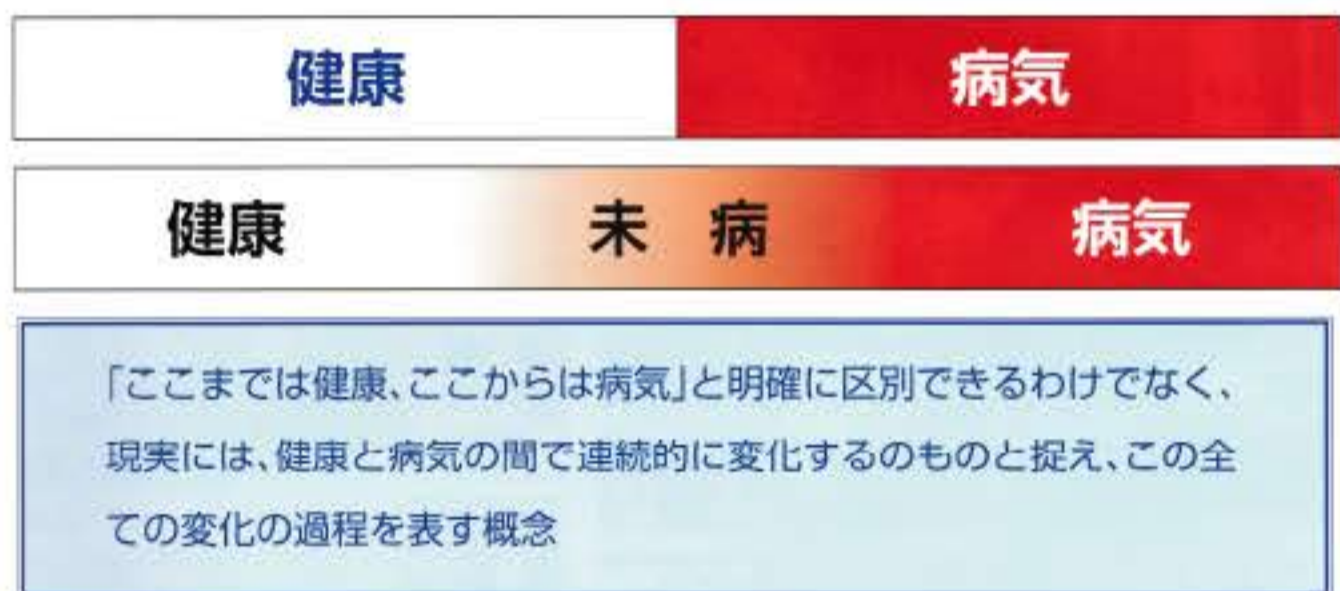 健康 病気
健康 未 病 病気
「ここまでは健康、ここからは病気」と明確に区別できるわけでなく、
現実には、健康と病気の間で連続的に変化するのものと捉え、この全
ての変化の過程を表す概念